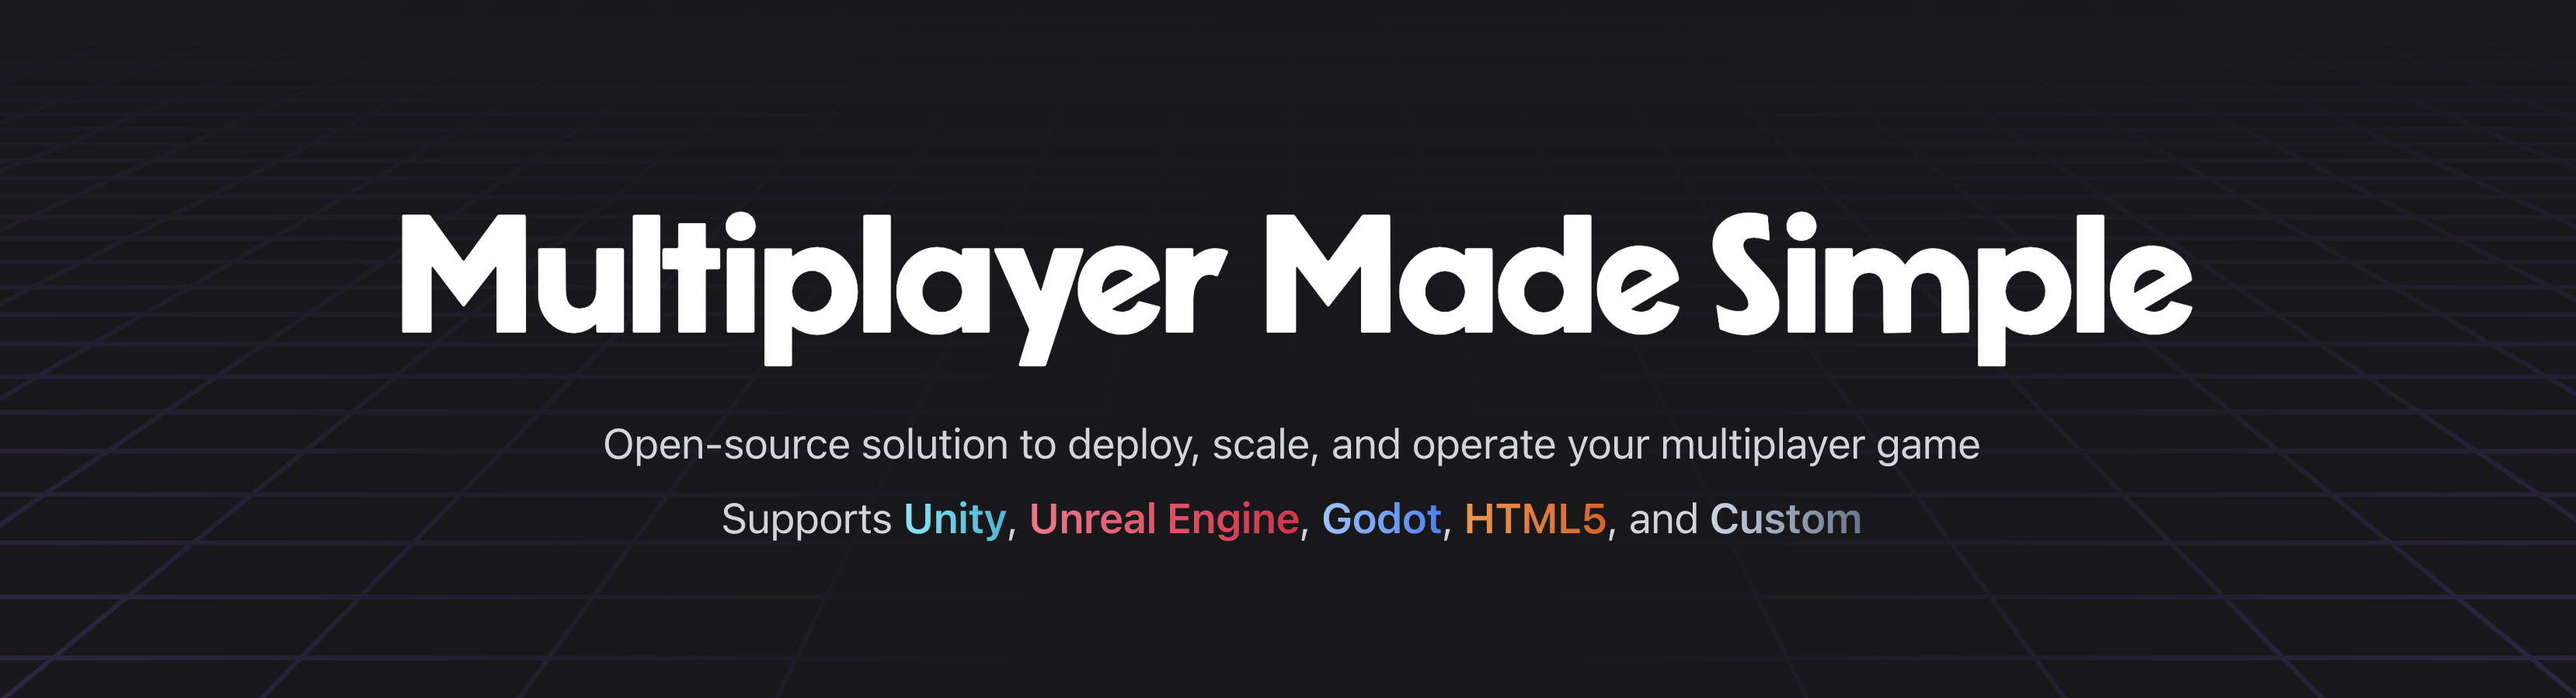 Multiplayer Made Simple
Open-source solution to deploy, scale, and operate your multiplayer game
Supports Unity, Unreal Engine, Godot, HTML5, and Custom